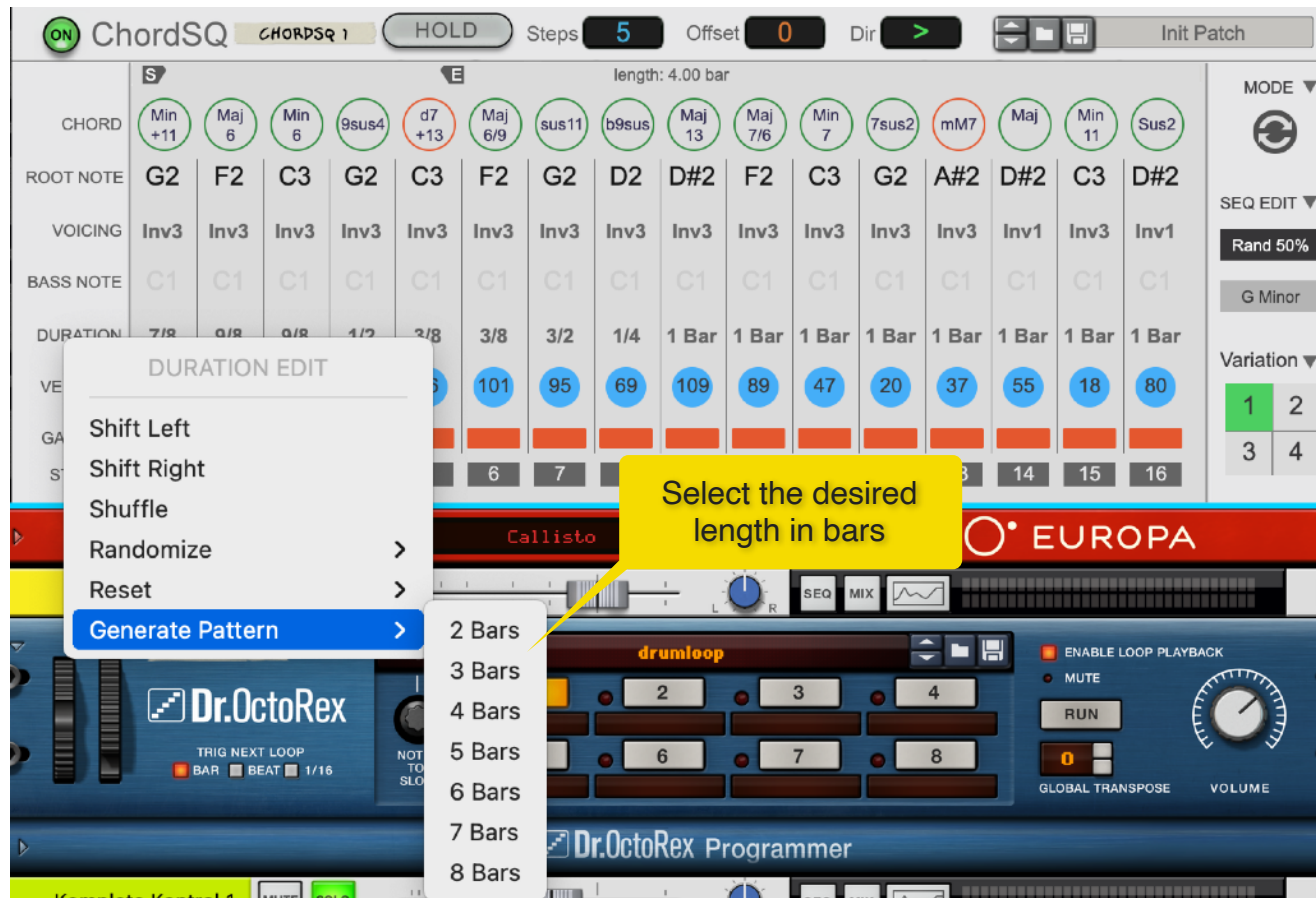 ON ChordSQ CHORDSQ 1 HOLD Steps 5 Offset 0 Dir > Init Patch
S E length: 4.00 bar
MODE ▼
CHORD Min +11 Maj 6 Min 6 9sus4 d7 +13 Maj 6/9 sus11 b9sus Maj 13 Maj 7/6 Min 7 7sus2 mM7 Maj Min 11 Sus2
ROOT NOTE G2 F2 C3 G2 C3 F2 G2 D2 D#2 F2 C3 G2 A#2 D#2 C3 D#2
SEQ EDIT ▼
VOICING Inv3 Inv3 Inv3 Inv3 Inv3 Inv3 Inv3 Inv3 Inv3 Inv3 Inv3 Inv3 Inv3 Inv1 Inv3 Inv1
Rand 50%
BASS NOTE C1 C1 C1 C1 C1 C1 C1 C1 C1 C1 C1 C1 C1 C1 C1 C1
G Minor
DURATION 7/8 9/8 9/8 1/2 3/8 3/8 3/2 1/4 1 Bar 1 Bar 1 Bar 1 Bar 1 Bar 1 Bar 1 Bar 1 Bar
Variation ▼
DURATION EDIT
VE 101 95 69 109 89 47 20 37 55 18 80
1 2
Shift Left
GA
3 4
Shift Right
6 7 14 15 16
Shuffle
Select the desired
length in bars
Randomize >
Callisto EUROPA
Reset >
L R SEQ MIX
Generate Pattern >
2 Bars
3 Bars
4 Bars
5 Bars
6 Bars
7 Bars
8 Bars
drumloop
ENABLE LOOP PLAYBACK
MUTE
2 3 4
Dr.OctoRex
RUN
TRIG NEXT LOOP
BAR BEAT 1/16
6 7 8
0
GLOBAL TRANSPOSE VOLUME
Dr.OctoRex Programmer